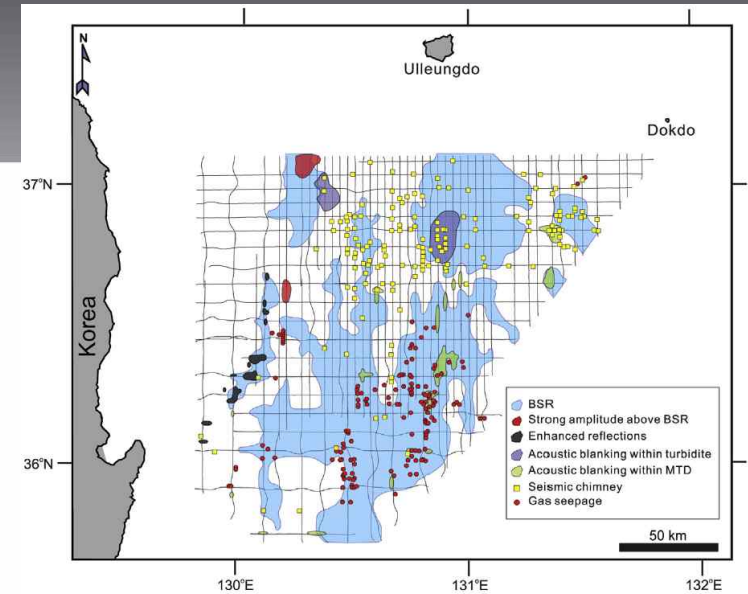 N
Ulleungdo
Dokdo
37°N
Korea
BSR
Strong amplitude above BSR
Enhanced reflections
Acoustic blanking within turbidite
Acoustic blanking within MTD
Seismic chimney
Gas seepage
36°N
50 km
130°E
131°E
132°E